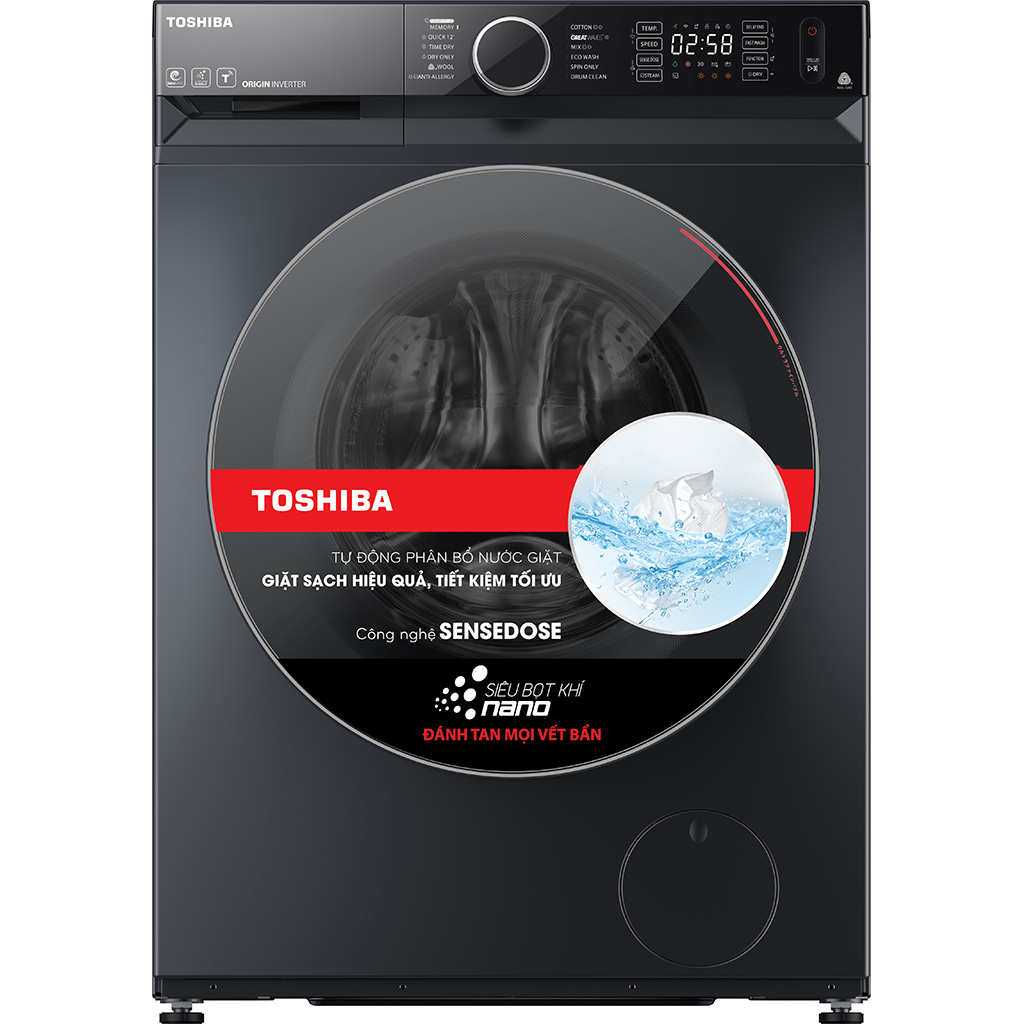 TOSHIBA
MEMORY
QUICK 12'
TIME DRY
DRY ONLY
WOOL
ANTI-ALLERGY
COTTON
GREATWAVES
MIX
ECO WASH
SPIN ONLY
DRUM CLEAN
TEMP.
SPEED
SENSE DOSE
STEAM
02:58
DELAY END
FAST WASH
FUNCTION
DRY
ORIGIN INVERTER
TOSHIBA
TỰ ĐỘNG PHÂN BỔ NƯỚC GIẶT
GIẶT SẠCH HIỆU QUẢ, TIẾT KIỆM TỐI ƯU
Công nghệ SENSEDOSE
SIÊU BỌT KHÍ
nano
ĐÁNH TAN MỌI VẾT BẨN